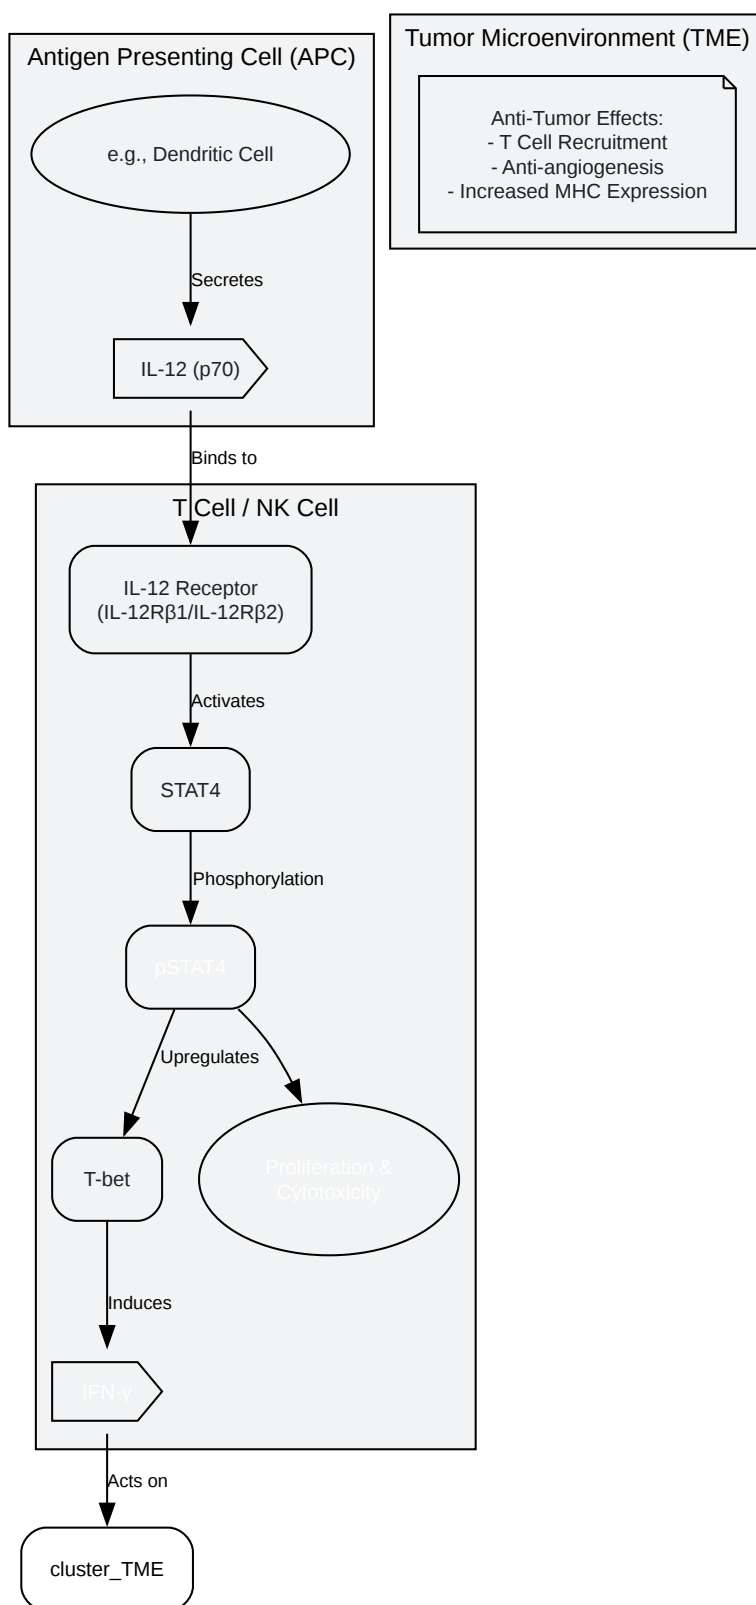 Antigen Presenting Cell (APC)
e.g., Dendritic Cell
Secretes
IL-12 (p70)
Tumor Microenvironment (TME)
Anti-Tumor Effects:
- T Cell Recruitment
- Anti-angiogenesis
- Increased MHC Expression
Binds to
T Cell / NK Cell
IL-12 Receptor
(IL-12Rβ1/IL-12Rβ2)
Activates
STAT4
Phosphorylation
pSTAT4
Upregulates
T-bet
Proliferation &
Cytotoxicity
Induces
IFN-γ
Acts on
cluster_TME